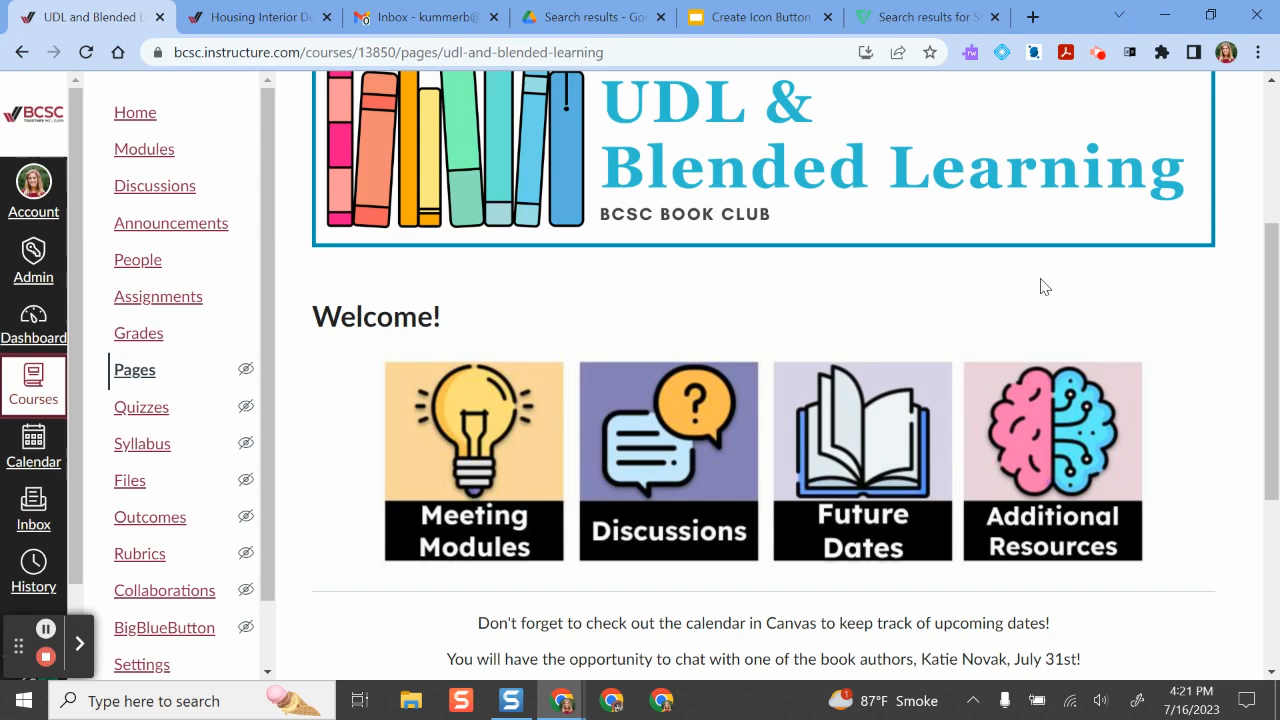 UDL and Blended L
Housing Interior De
Inbox - kummerb@
Search results - Goo
Create Icon Button
Search results for S
bcsc.instructure.com/courses/13850/pages/udl-and-blended-learning
BCSC
TOGETHER WE LEARN
Account
Admin
Dashboard
Courses
Calendar
Inbox
History
Home
Modules
Discussions
Announcements
People
Assignments
Grades
Pages
Quizzes
Syllabus
Files
Outcomes
Rubrics
Collaborations
BigBlueButton
Settings
UDL &
Blended Learning
BCSC BOOK CLUB
Welcome!
Meeting
Modules
Discussions
Future
Dates
Additional
Resources
Don't forget to check out the calendar in Canvas to keep track of upcoming dates!
You will have the opportunity to chat with one of the book authors, Katie Novak, July 31st!
Type here to search
87°F Smoke
4:21 PM
7/16/2023